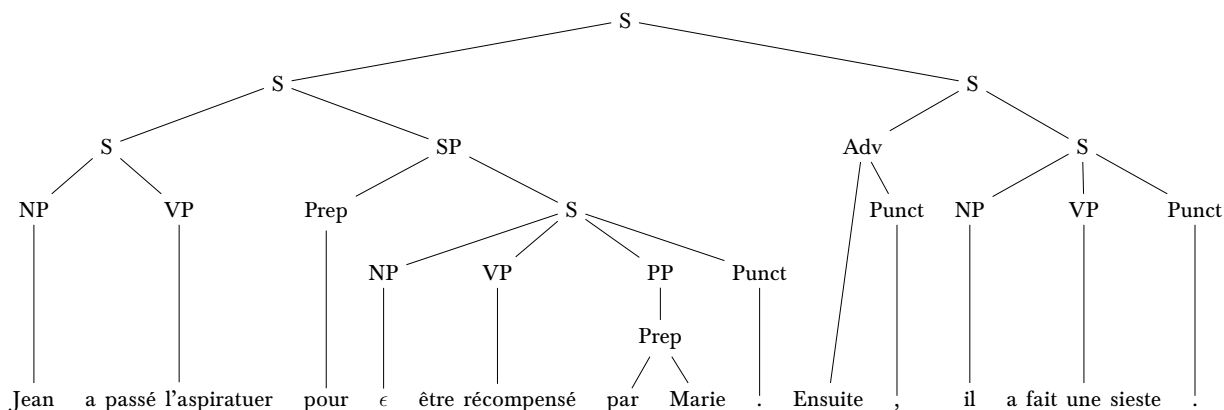 S
S S
S SP Adv S
NP VP Prep S Punct NP VP Punct
NP VP PP Punct
Prep
Jean a passé l'aspiratuer pour ϵ être récompensé par Marie . Ensuite , il a fait une sieste .